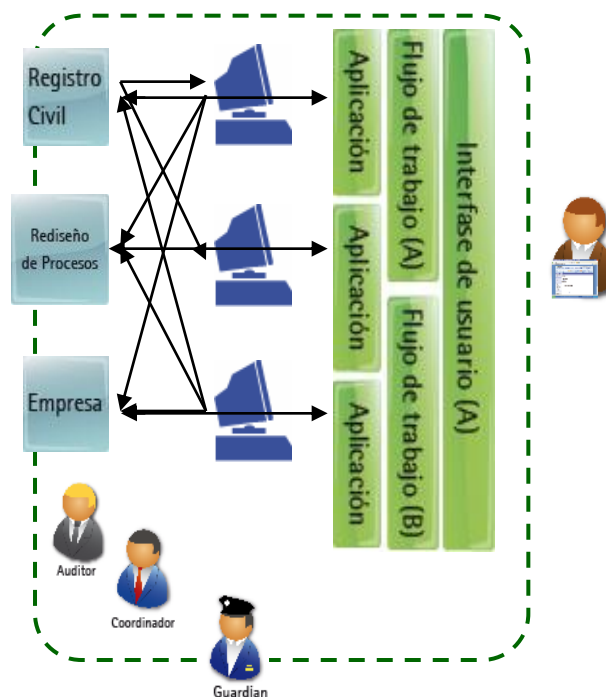 Registro
Civil
Rediseño
de Procesos
Empresa
Aplicación
Aplicación
Aplicación
Flujo de trabajo (A)
Flujo de trabajo (B)
Interfase de usuario (A)
Auditor
Coordinador
Guardian